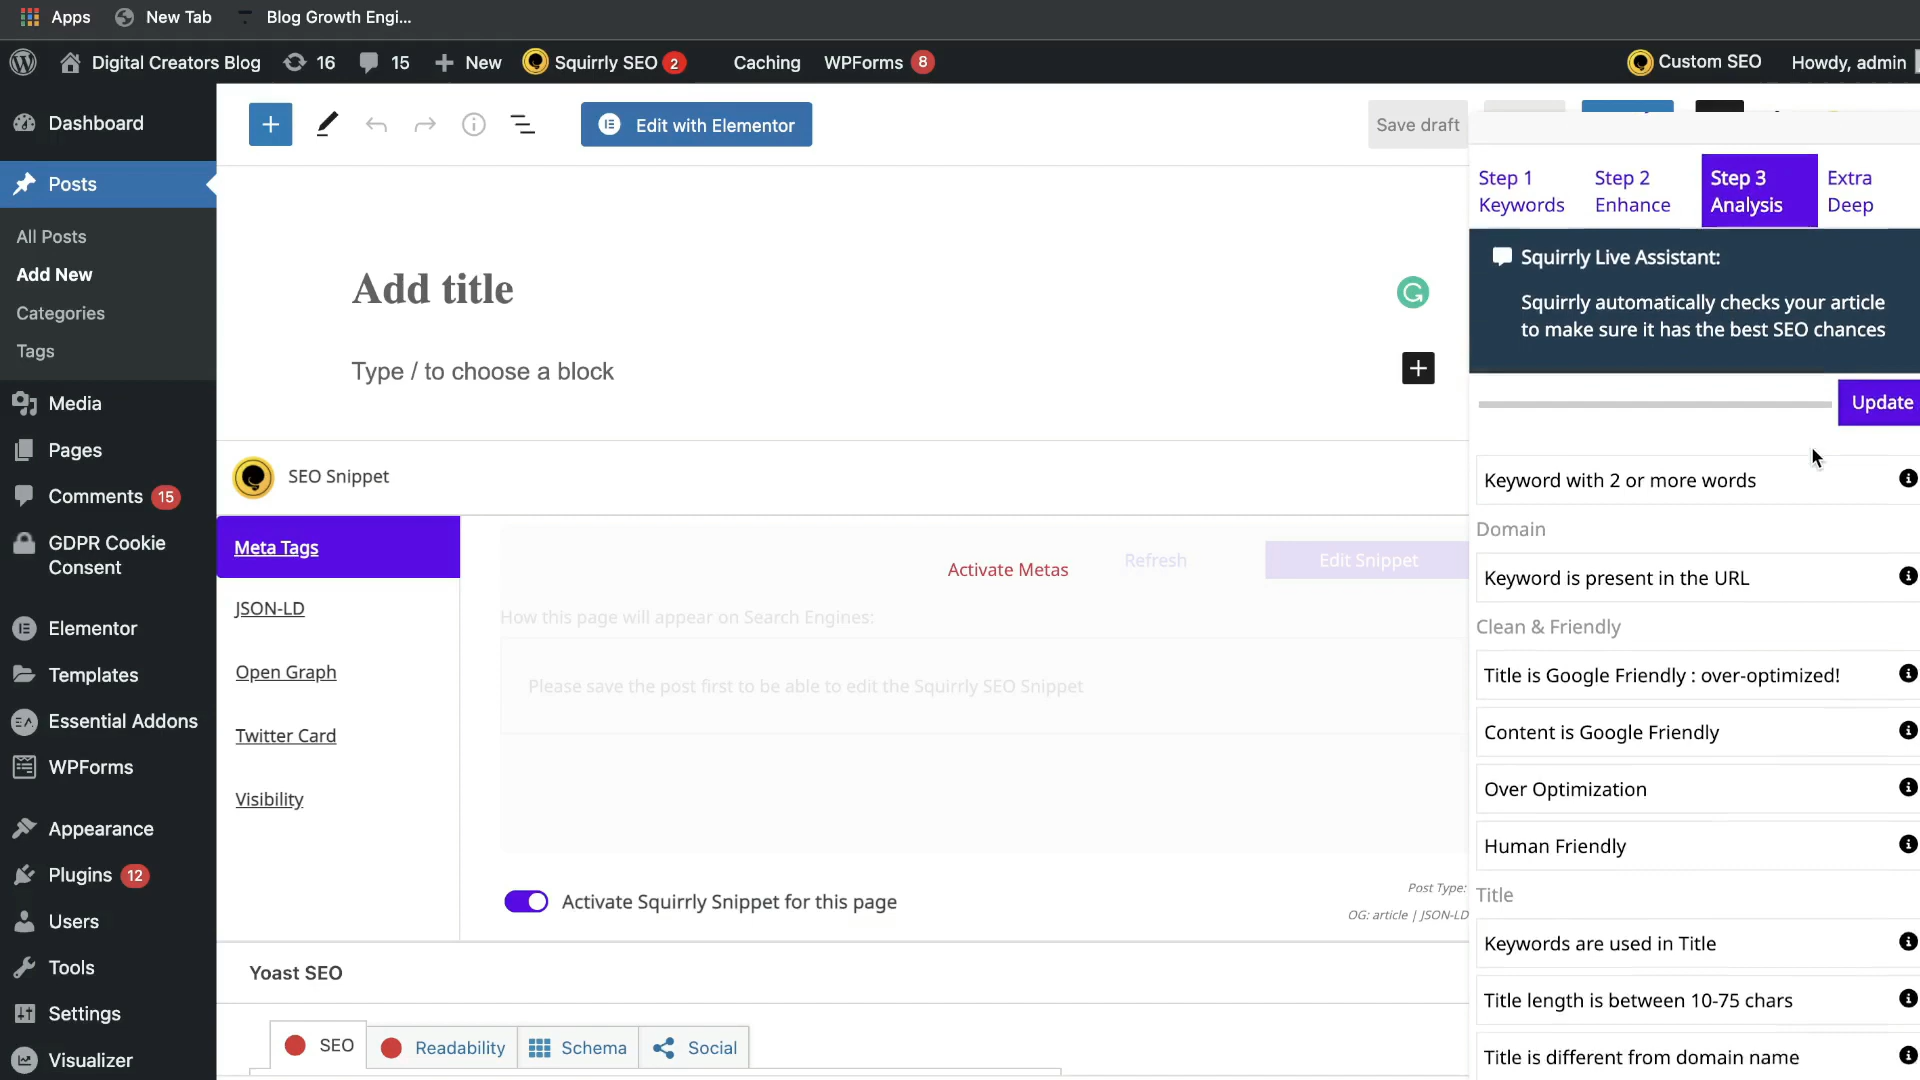 Apps
New Tab
Blog Growth Engi...
Digital Creators Blog
16
15
New
Squirrly SEO 2
Caching
WPForms 8
Custom SEO
Howdy, admin
Dashboard
Posts
All Posts
Add New
Categories
Tags
Media
Pages
Comments 15
GDPR Cookie
Consent
Elementor
Templates
Essential Addons
WPForms
Appearance
Plugins 12
Users
Tools
Settings
Visualizer
Edit with Elementor
Save draft
Add title
Type / to choose a block
SEO Snippet
Meta Tags
JSON-LD
Open Graph
Twitter Card
Visibility
Activate Metas
Refresh
Edit Snippet
How this page will appear on Search Engines:
Please save the post first to be able to edit the Squirrly SEO Snippet
Activate Squirrly Snippet for this page
Post Type:
OG: article | JSON-LD
Yoast SEO
SEO
Readability
Schema
Social
Step 1
Keywords
Step 2
Enhance
Step 3
Analysis
Extra
Deep
Squirrly Live Assistant:
Squirrly automatically checks your article
to make sure it has the best SEO chances
Update
Keyword with 2 or more words
Domain
Keyword is present in the URL
Clean & Friendly
Title is Google Friendly : over-optimized!
Content is Google Friendly
Over Optimization
Human Friendly
Title
Keywords are used in Title
Title length is between 10-75 chars
Title is different from domain name